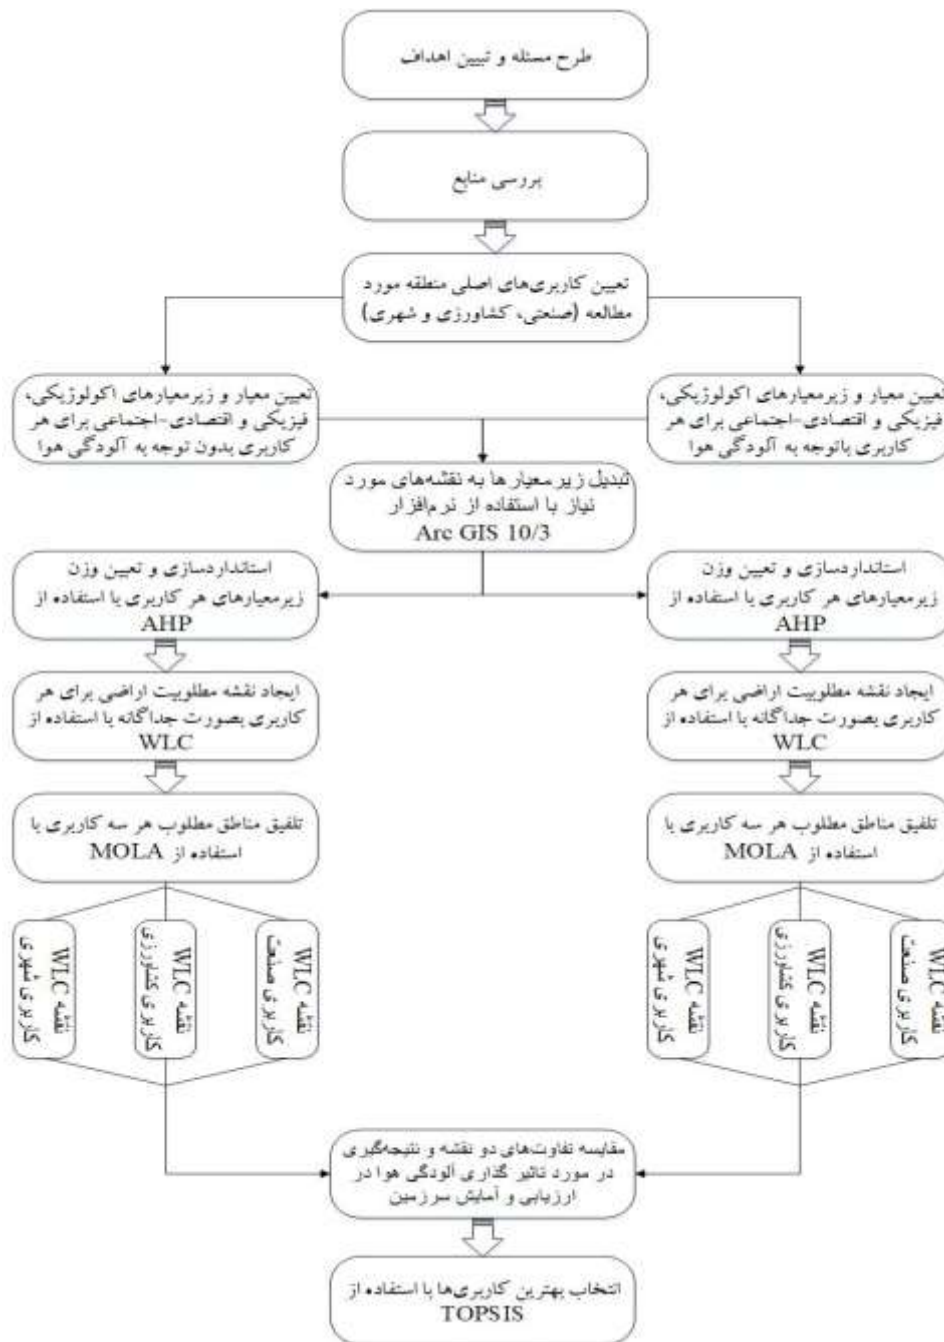 طرح مسئله و تبیین اهداف
بررسی منابع
تعیین کاربری‌های اصلی منطقه مورد
مطالعه (صنعتی، کشاورزی و شهری)
تعیین معیار و زیرمعیارهای اکولوژیکی،
فیزیکی و اقتصادی-اجتماعی برای هر
کاربری باتوجه به آلودگی هوا
تعیین معیار و زیرمعیارهای اکولوژیکی،
فیزیکی و اقتصادی-اجتماعی برای هر
کاربری بدون توجه به آلودگی هوا
تبدیل زیرمعیارها به نقشه‌های مورد
نیاز با استفاده از نرم‌افزار
Arc GIS 10/3
استانداردسازی و تعیین وزن
زیرمعیارهای هر کاربری با استفاده از
AHP
استانداردسازی و تعیین وزن
زیرمعیارهای هر کاربری با استفاده از
AHP
ایجاد نقشه مطلوبیت اراضی برای هر
کاربری بصورت جداگانه با استفاده از
WLC
ایجاد نقشه مطلوبیت اراضی برای هر
کاربری بصورت جداگانه با استفاده از
WLC
تلفیق مناطق مطلوب هر سه کاربری با
استفاده از MOLA
تلفیق مناطق مطلوب هر سه کاربری با
استفاده از MOLA
نقشه WLC
کاربری صنعت
نقشه WLC
کاربری کشاورزی
نقشه WLC
کاربری شهری
نقشه WLC
کاربری صنعت
نقشه WLC
کاربری کشاورزی
نقشه WLC
کاربری شهری
مقایسه تفاوت‌های دو نقشه و نتیجه‌گیری
در مورد تاثیر گذاری آلودگی هوا در
ارزیابی و آمایش سرزمین
انتخاب بهترین کاربری‌ها با استفاده از
TOPSIS